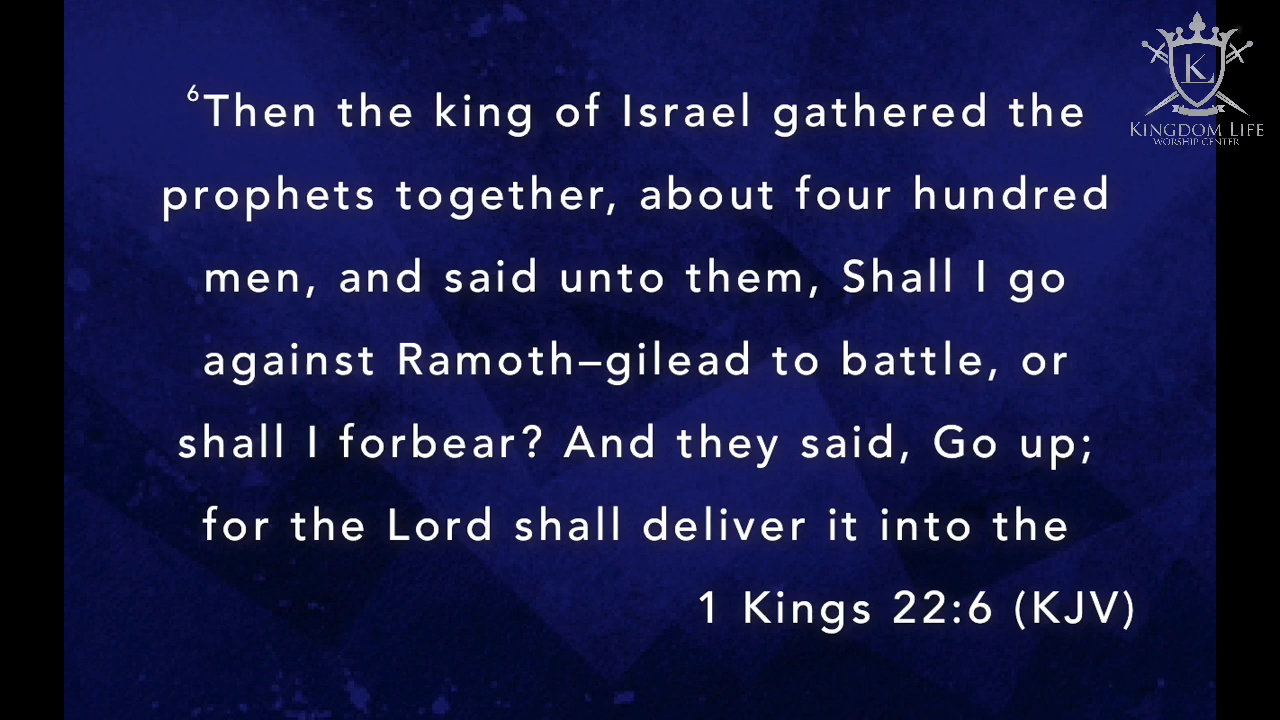 6Then the king of Israel gathered the
prophets together, about four hundred
men, and said unto them, Shall I go
against Ramoth–gilead to battle, or
shall I forbear? And they said, Go up;
for the Lord shall deliver it into the
1 Kings 22:6 (KJV)
KL
KINGDOM LIFE
WORSHIP CENTER